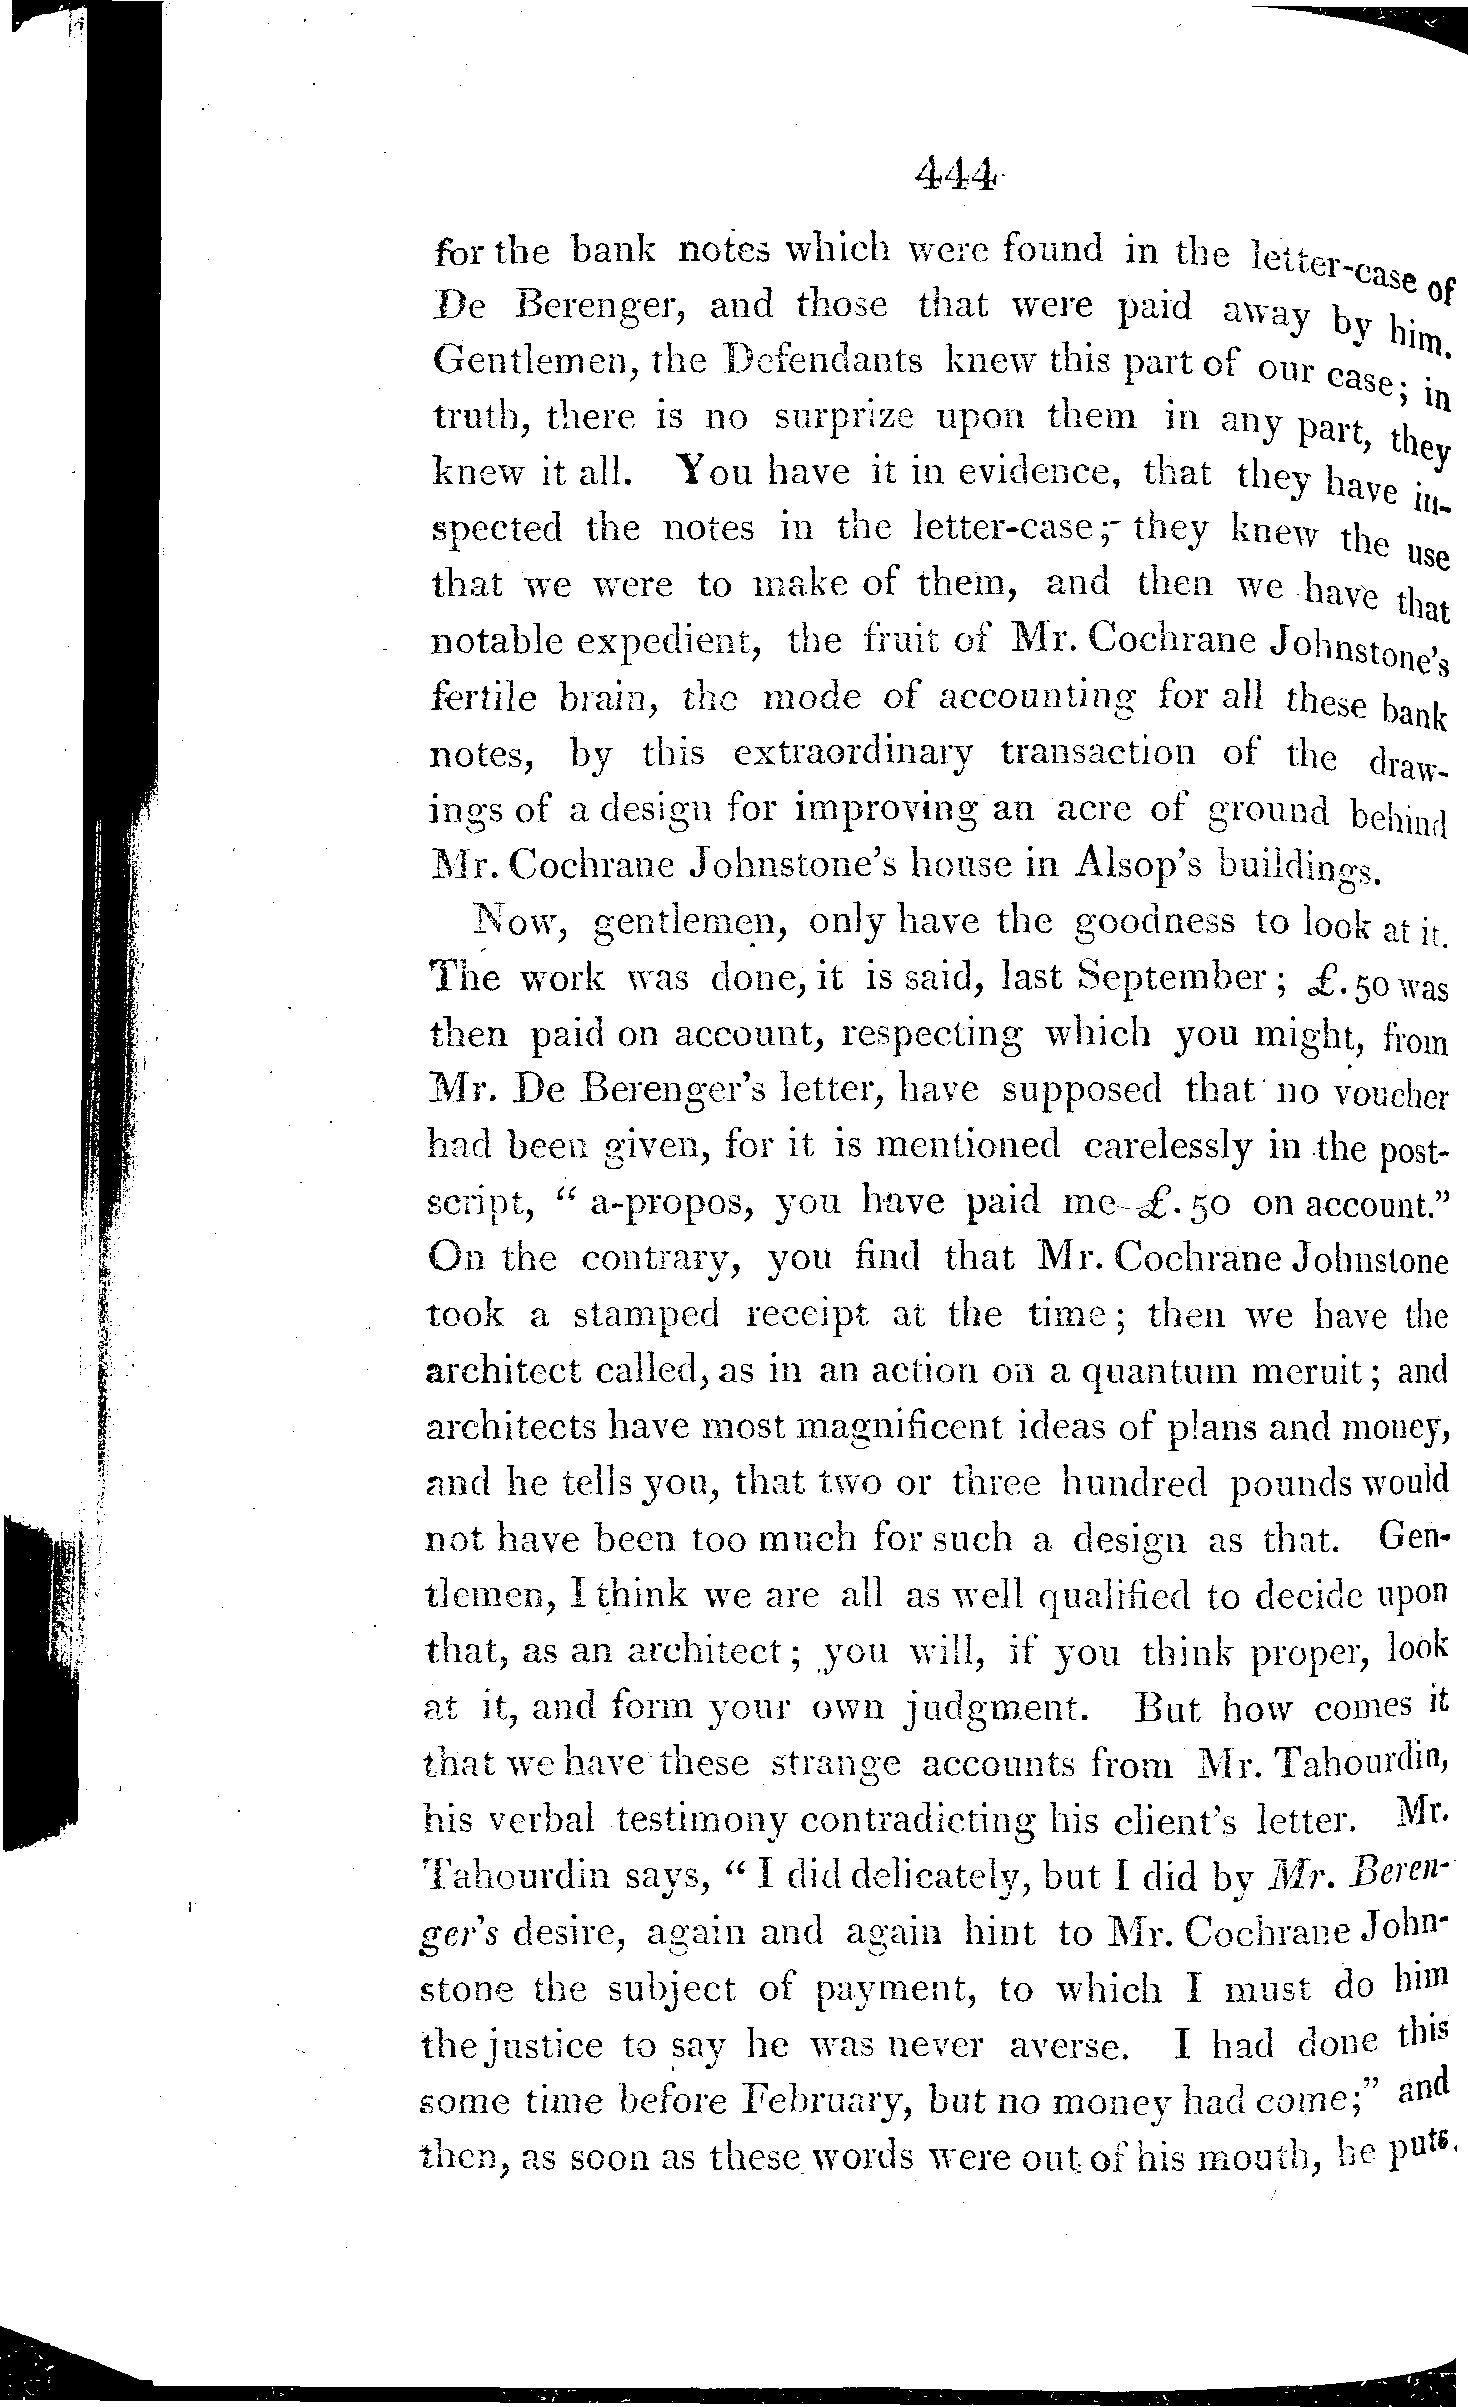 444
for the bank notes which were found in the letter-case of
De Berenger, and those that were paid away by him.
Gentlemen, the Defendants knew this part of our case; in
truth, there is no surprize upon them in any part, they
knew it all. You have it in evidence, that they have in-
spected the notes in the letter-case; they knew the use
that we were to make of them, and then we have that
notable expedient, the fruit of Mr. Cochrane Johnstone's
fertile brain, the mode of accounting for all these bank
notes, by this extraordinary transaction of the draw-
ings of a design for improving an acre of ground behind
Mr. Cochrane Johnstone's house in Alsop's buildings.
Now, gentlemen, only have the goodness to look at it.
The work was done, it is said, last September; £.50 was
then paid on account, respecting which you might, from
Mr. De Berenger's letter, have supposed that no voucher
had been given, for it is mentioned carelessly in the post-
script, “ a-propos, you have paid me £.50 on account.”
On the contrary, you find that Mr. Cochrane Johnstone
took a stamped receipt at the time; then we have the
architect called, as in an action on a quantum meruit; and
architects have most magnificent ideas of plans and money,
and he tells you, that two or three hundred pounds would
not have been too much for such a design as that. Gen-
tlemen, I think we are all as well qualified to decide upon
that, as an architect; you will, if you think proper, look
at it, and form your own judgment. But how comes it
that we have these strange accounts from Mr. Tahourdin,
his verbal testimony contradicting his client's letter. Mr.
Tahourdin says, “ I did delicately, but I did by Mr. Beren-
ger's desire, again and again hint to Mr. Cochrane John-
stone the subject of payment, to which I must do him
the justice to say he was never averse. I had done this
some time before February, but no money had come;” and
then, as soon as these words were out of his mouth, he puts